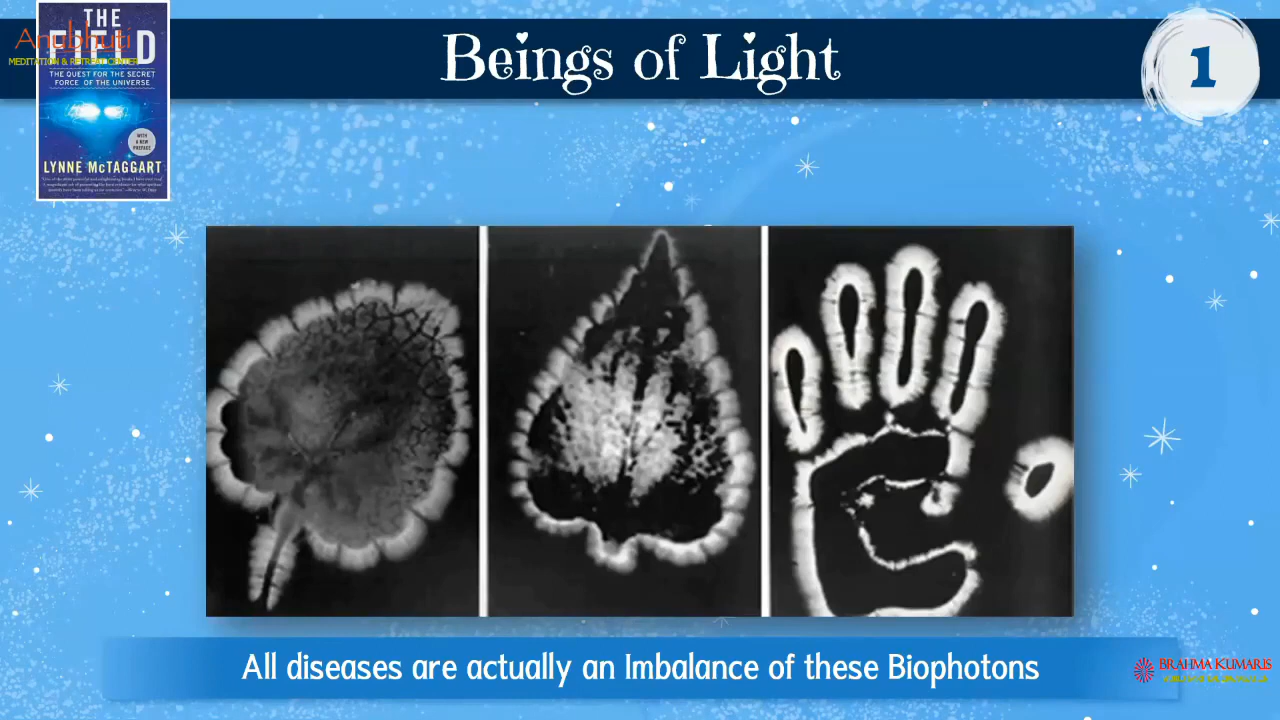 THE
FIELD
Anubhuti
MEDITATION & RETREAT CENTER
THE QUEST FOR THE SECRET
FORCE OF THE UNIVERSE
WITH
A NEW
PREFACE
LYNNE McTAGGART
Beings of Light
1
All diseases are actually an Imbalance of these Biophotons
BRAHMA KUMARIS